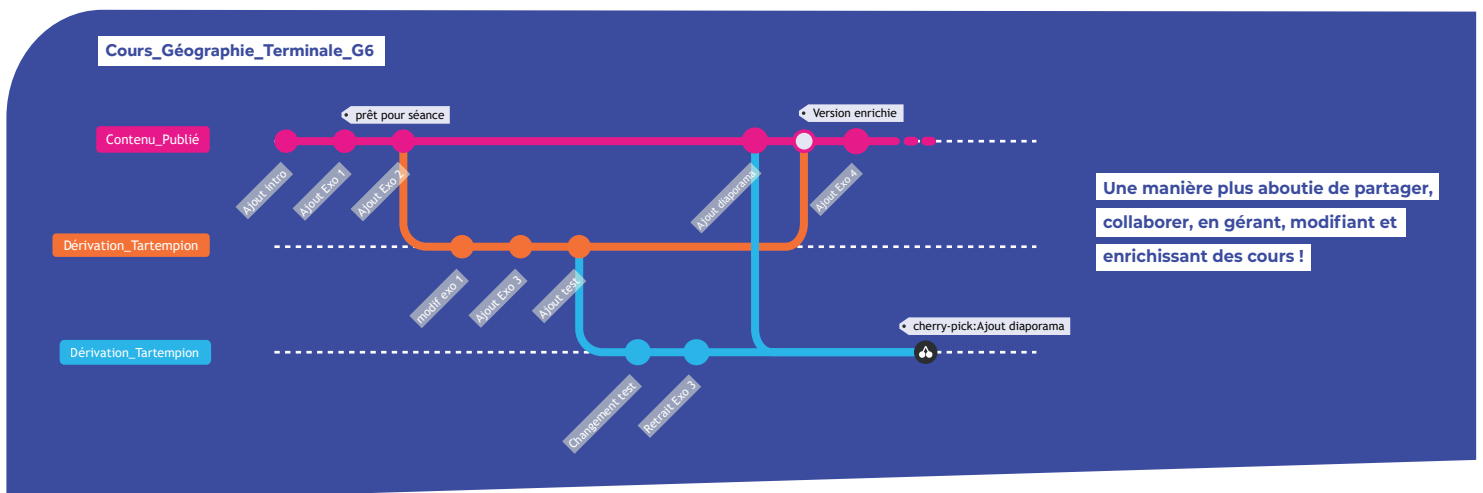 Cours_Géographie_Terminale_G6
prêt pour séance
Version enrichie
Contenu_Publié
Ajout Intro
Ajout Exo 1
Ajout Exo 2
Ajout diaporama
Ajout Exo 4
Une manière plus aboutie de partager,
collaborer, en gérant, modifiant et
enrichissant des cours !
Dérivation_Tartempion
modif exo 1
Ajout Exo 3
Ajout test
cherry-pick:Ajout diaporama
Dérivation_Tartempion
Changement test
Retrait Exo 3